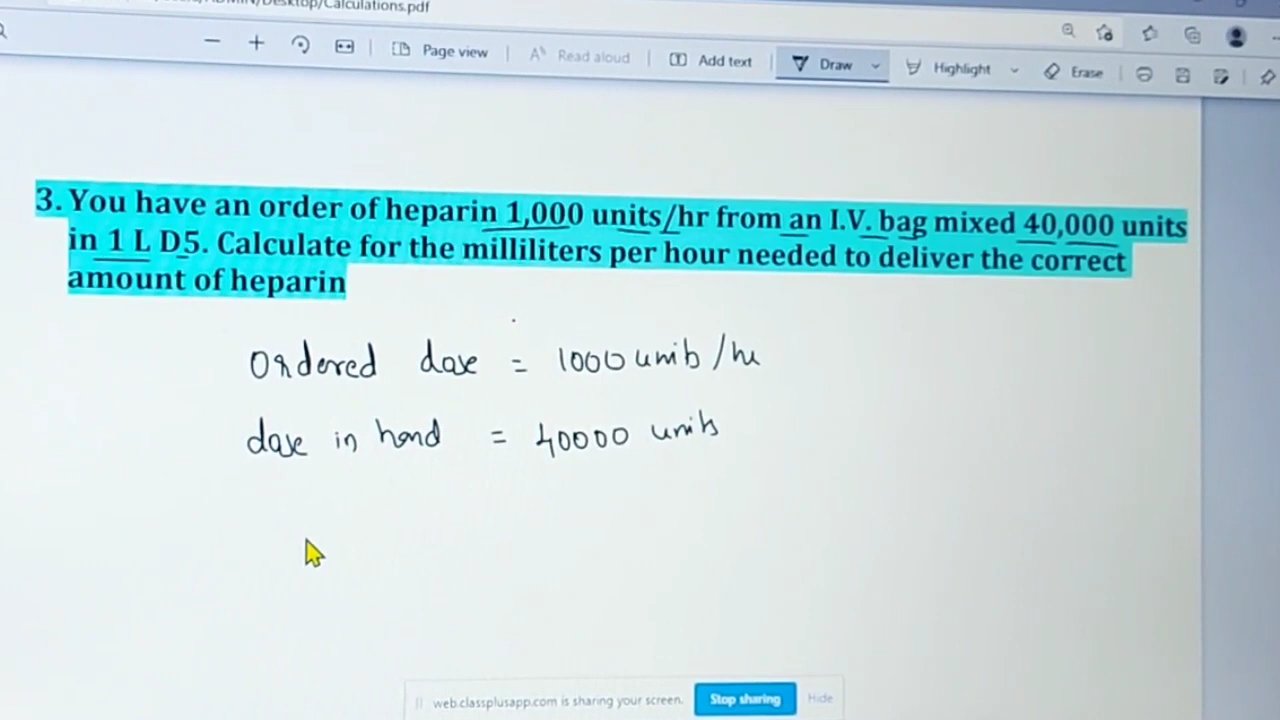 Desktop/Calculations.pdf
Page view
Read aloud
Add text
Draw
Highlight
Erase
3. You have an order of heparin 1,000 units/hr from an I.V. bag mixed 40,000 units
in 1 L D5. Calculate for the milliliters per hour needed to deliver the correct
amount of heparin
Ordered dose = 1000 units/hr
dose in hand = 40000 units
web.classplusapp.com is sharing your screen.
Stop sharing
Hide